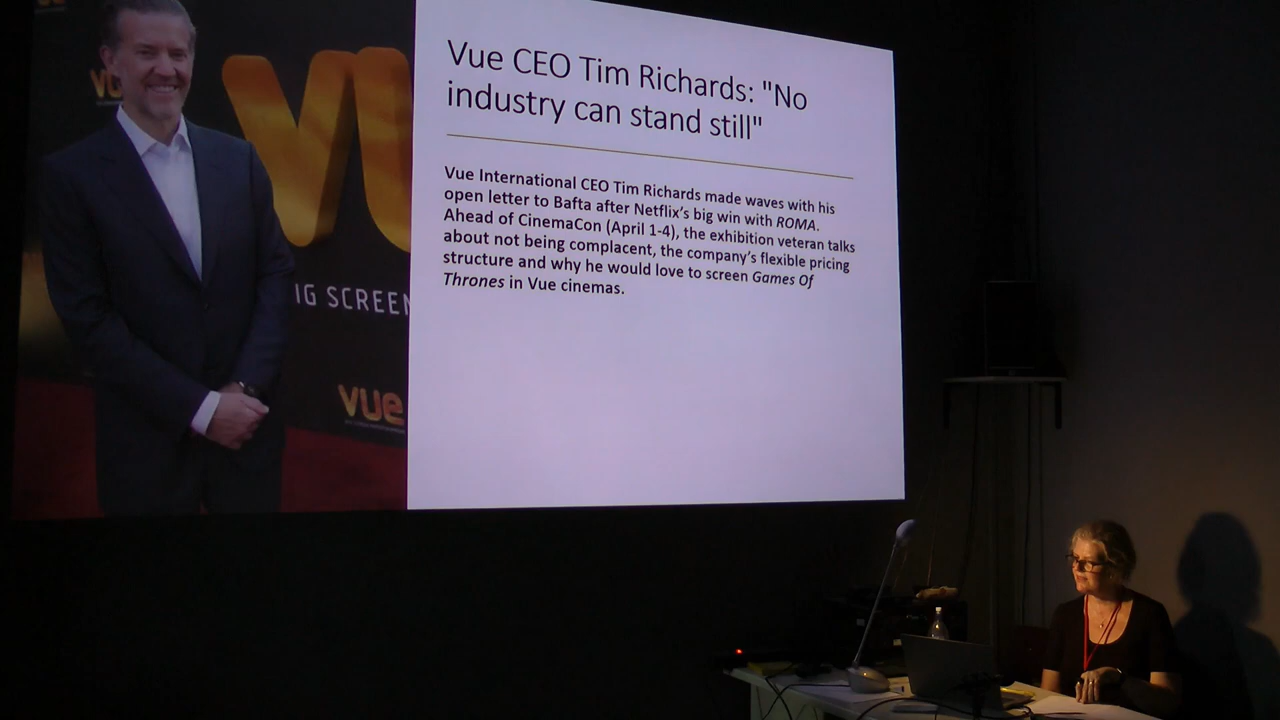 Vue CEO Tim Richards: "No
industry can stand still"
Vue International CEO Tim Richards made waves with his
open letter to Bafta after Netflix's big win with ROMA.
Ahead of CinemaCon (April 1-4), the exhibition veteran talks
about not being complacent, the company's flexible pricing
structure and why he would love to screen Games Of
Thrones in Vue cinemas.
VU
VU
IG SCREEN
VUe